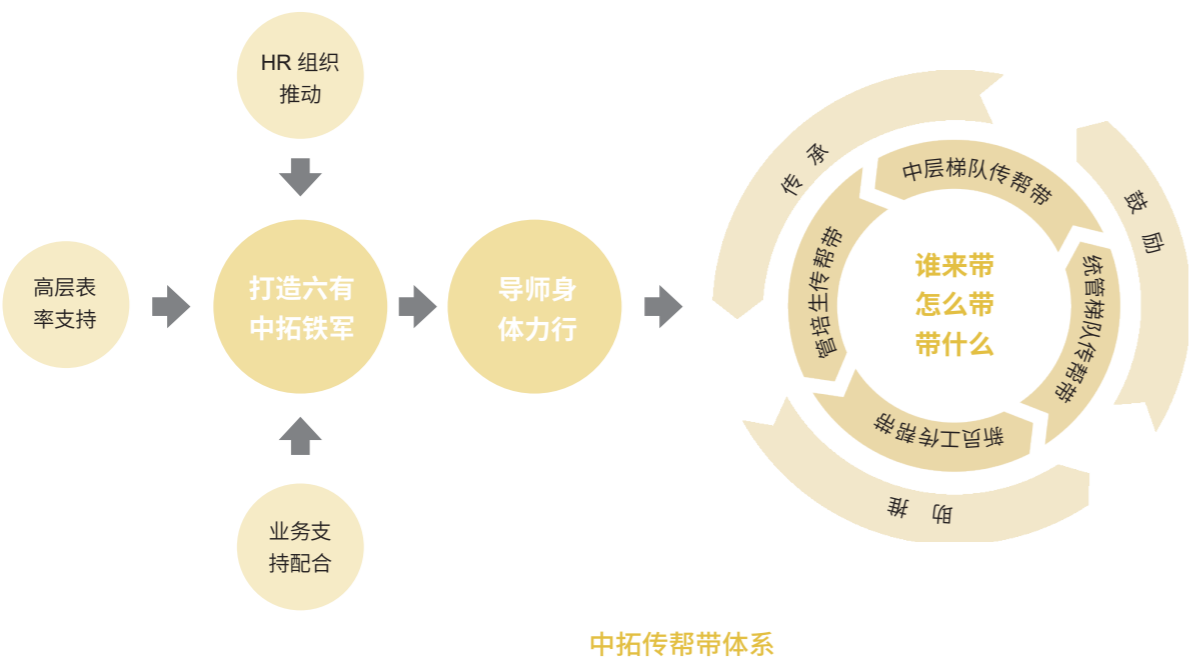 HR 组织
推动
高层表
率支持
打造六有
中拓铁军
导师身
体力行
业务支
持配合
传承
鼓励
助推
中层梯队传帮带
统管梯队传帮带
新员工传帮带
管培生传帮带
谁来带
怎么带
带什么
中拓传帮带体系